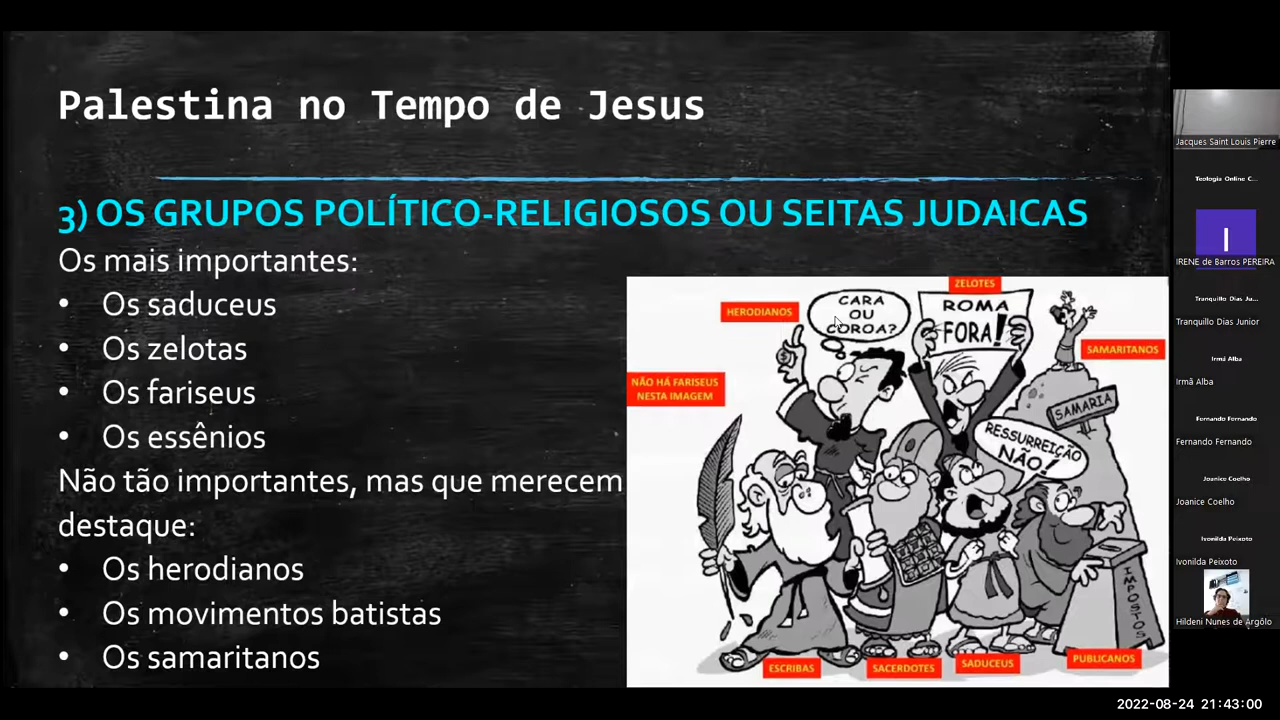 Palestina no Tempo de Jesus
3) OS GRUPOS POLÍTICO-RELIGIOSOS OU SEITAS JUDAICAS
Os mais importantes:
• Os saduceus
• Os zelotas
• Os fariseus
• Os essênios
Não tão importantes, mas que merecem
destaque:
• Os herodianos
• Os movimentos batistas
• Os samaritanos
ZELOTES
HERODIANOS
CARA
OU
COROA?
ROMA
FORA!
SAMARITANOS
NÃO HÁ FARISEUS
NESTA IMAGEM
SAMARIA
RESSURREIÇÃO
NÃO!
IMPOSTOS
ESCRIBAS
SACERDOTES
SADUCEUS
PUBLICANOS
Jacques Saint Louis Pierre
Teologia Online C...
I
IRENE de Barros PEREIRA
Tranquillo Dias Ju...
Tranquillo Dias Junior
Irmá Alba
Irmã Alba
Fernando Fernando
Fernando Fernando
Joanice Coelho
Joanice Coelho
Ivonilda Peixoto
Ivonilda Peixoto
Hildeni Nunes de Argôlo
2022-08-24 21:43:00